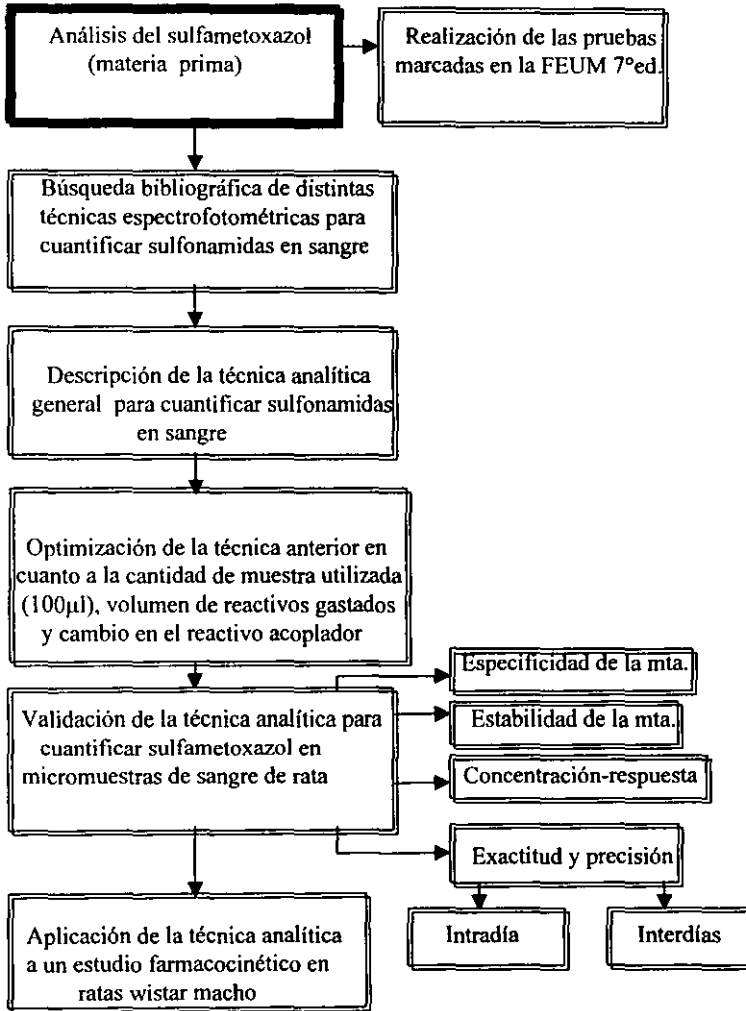 Análisis del sulfametoxazol
(materia prima)
Realización de las pruebas
marcadas en la FEUM 7°ed.
Búsqueda bibliográfica de distintas
técnicas espectrofotométricas para
cuantificar sulfonamidas en sangre
Descripción de la técnica analítica
general para cuantificar sulfonamidas
en sangre
Optimización de la técnica anterior en
cuanto a la cantidad de muestra utilizada
(100µl), volumen de reactivos gastados
y cambio en el reactivo acoplador
Validación de la técnica analítica para
cuantificar sulfametoxazol en
micromuestras de sangre de rata
Especificidad de la mta.
Estabilidad de la mta.
Concentración-respuesta
Exactitud y precisión
Intradía
Interdías
Aplicación de la técnica analítica
a un estudio farmacocinético en
ratas wistar macho